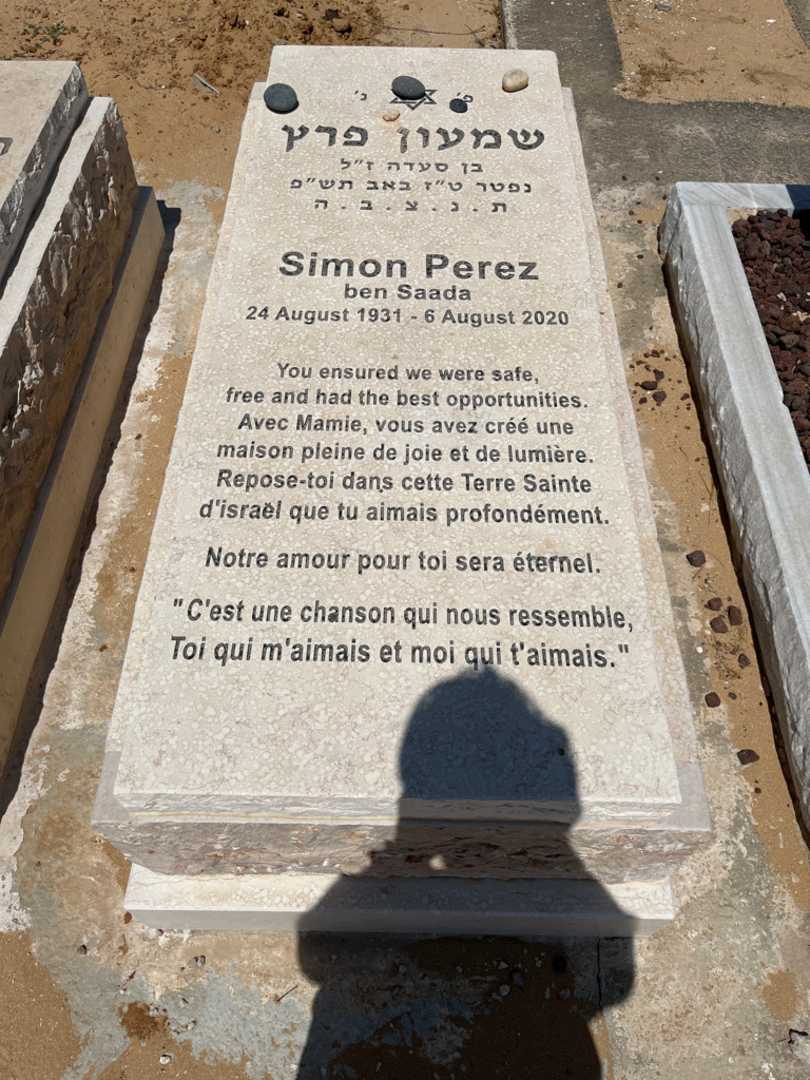 פ׳ נ׳
שמעון פרץ
בן סעדה ז״ל
נפטר ט״ז באב תש״פ
ת . נ . צ . ב . ה
Simon Perez
ben Saada
24 August 1931 - 6 August 2020
You ensured we were safe,
free and had the best opportunities.
Avec Mamie, vous avez créé une
maison pleine de joie et de lumière.
Repose-toi dans cette Terre Sainte
d'israël que tu aimais profondément.
Notre amour pour toi sera éternel.
"C'est une chanson qui nous ressemble,
Toi qui m'aimais et moi qui t'aimais."